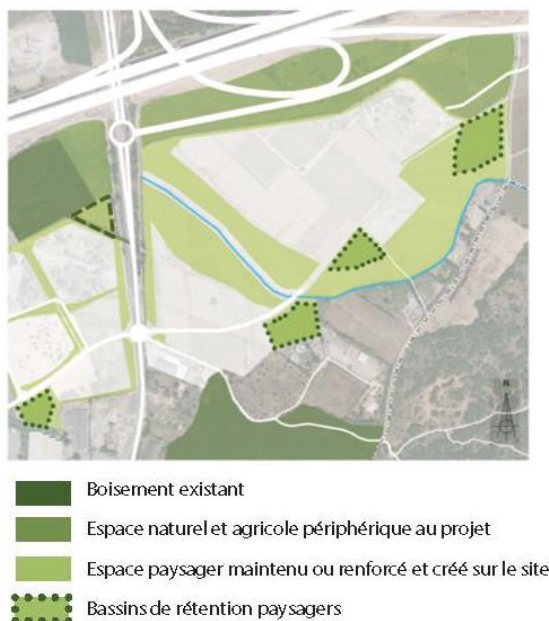 N
Boisement existant
Espace naturel et agricole périphérique au projet
Espace paysager maintenu ou renforcé et créé sur le site
Bassins de rétention paysagers